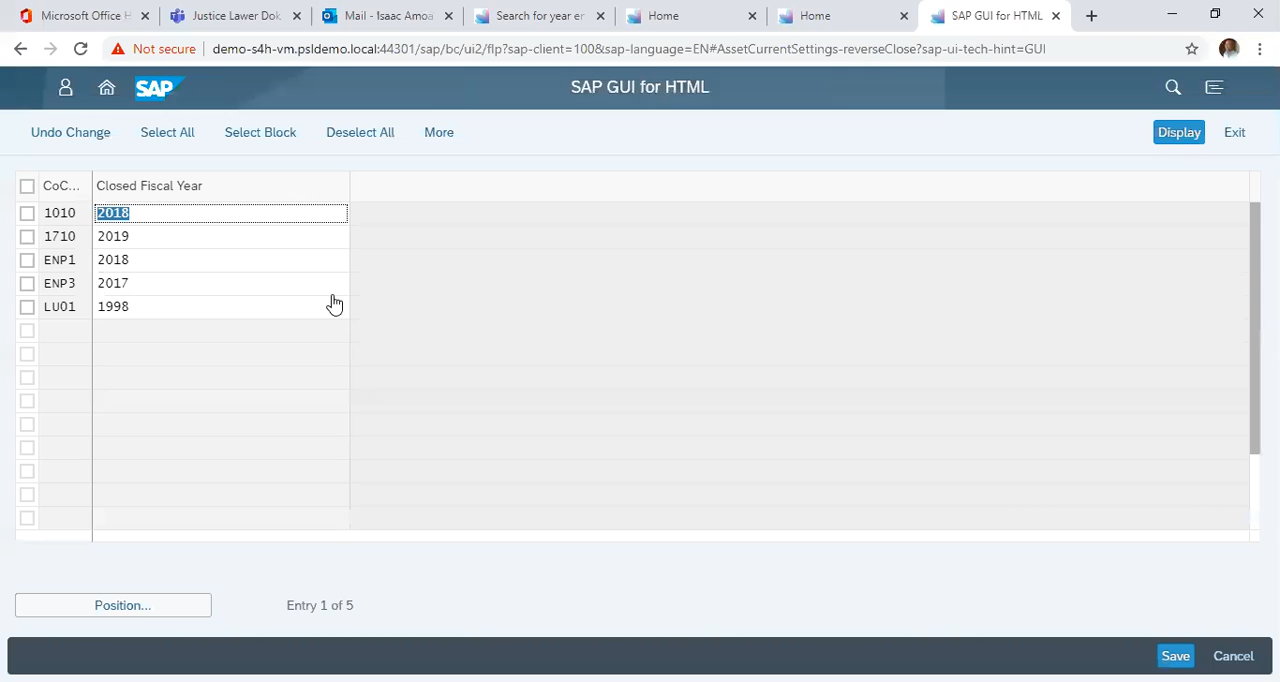 Microsoft Office H
Justice Lawer Dok
Mail - Isaac Amoa
Search for year er
Home
Home
SAP GUI for HTML
Not secure
demo-s4h-vm.psldemo.local:44301/sap/bc/ui2/flp?sap-client=100&sap-language=EN#AssetCurrentSettings-reverseClose?sap-ui-tech-hint=GUI
SAP
SAP GUI for HTML
Undo Change Select All Select Block Deselect All More Display Exit
CoC... Closed Fiscal Year
1010 2018
1710 2019
ENP1 2018
ENP3 2017
LU01 1998
Position... Entry 1 of 5
Save Cancel